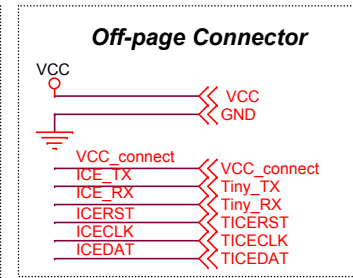 Off-page Connector
VCC
VCC
GND
VCC_connect VCC_connect
ICE_TX Tiny_TX
ICE_RX Tiny_RX
ICERST TICERST
ICECLK TICECLK
ICEDAT TICEDAT